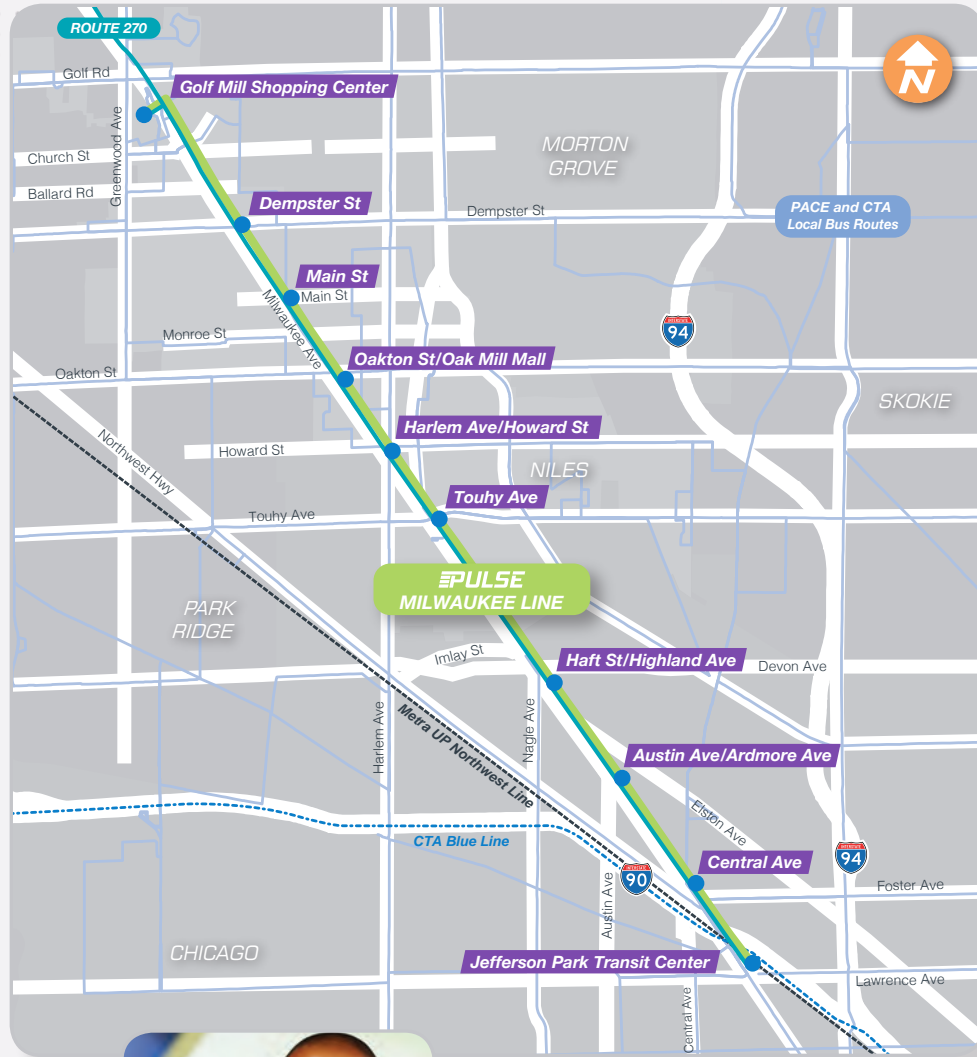 ROUTE 270
Golf Rd
Golf Mill Shopping Center
N
Greenwood Ave
Church St
MORTON
GROVE
Ballard Rd
Dempster St
Dempster St
PACE and CTA
Local Bus Routes
Main St
Main St
Milwaukee Ave
Monroe St
INTERSTATE
94
Oakton St/Oak Mill Mall
Oakton St
SKOKIE
Harlem Ave/Howard St
Northwest Hwy
Howard St
NILES
Touhy Ave
Touhy Ave
PULSE
MILWAUKEE LINE
PARK
RIDGE
Imlay St
Haft St/Highland Ave
Devon Ave
Harlem Ave
Metra UP Northwest Line
Nagle Ave
Austin Ave/Ardmore Ave
Elston Ave
CTA Blue Line
Central Ave
INTERSTATE
94
INTERSTATE
90
Foster Ave
Austin Ave
CHICAGO
Jefferson Park Transit Center
Lawrence Ave
Central Ave